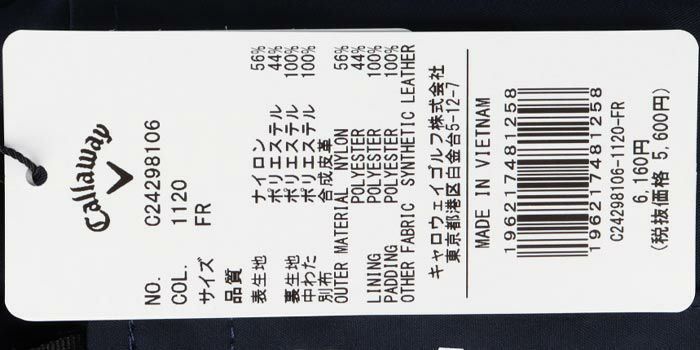 Callaway
NO. C24298106
COL. 1120
サイズ FR
品質
表生地 ナイロン 56%
ポリエステル 44%
裏生地 ポリエステル 100%
中わた ポリエステル 100%
別布 合成皮革
OUTER MATERIAL NYLON 56%
POLYESTER 44%
LINING POLYESTER 100%
PADDING POLYESTER 100%
OTHER FABRIC SYNTHETIC LEATHER
キャロウェイゴルフ株式会社
東京都港区白金台5-12-7
MADE IN VIETNAM
196217481258
196217481258
C24298106-1120-FR
6,160円
(税抜価格 5,600円)